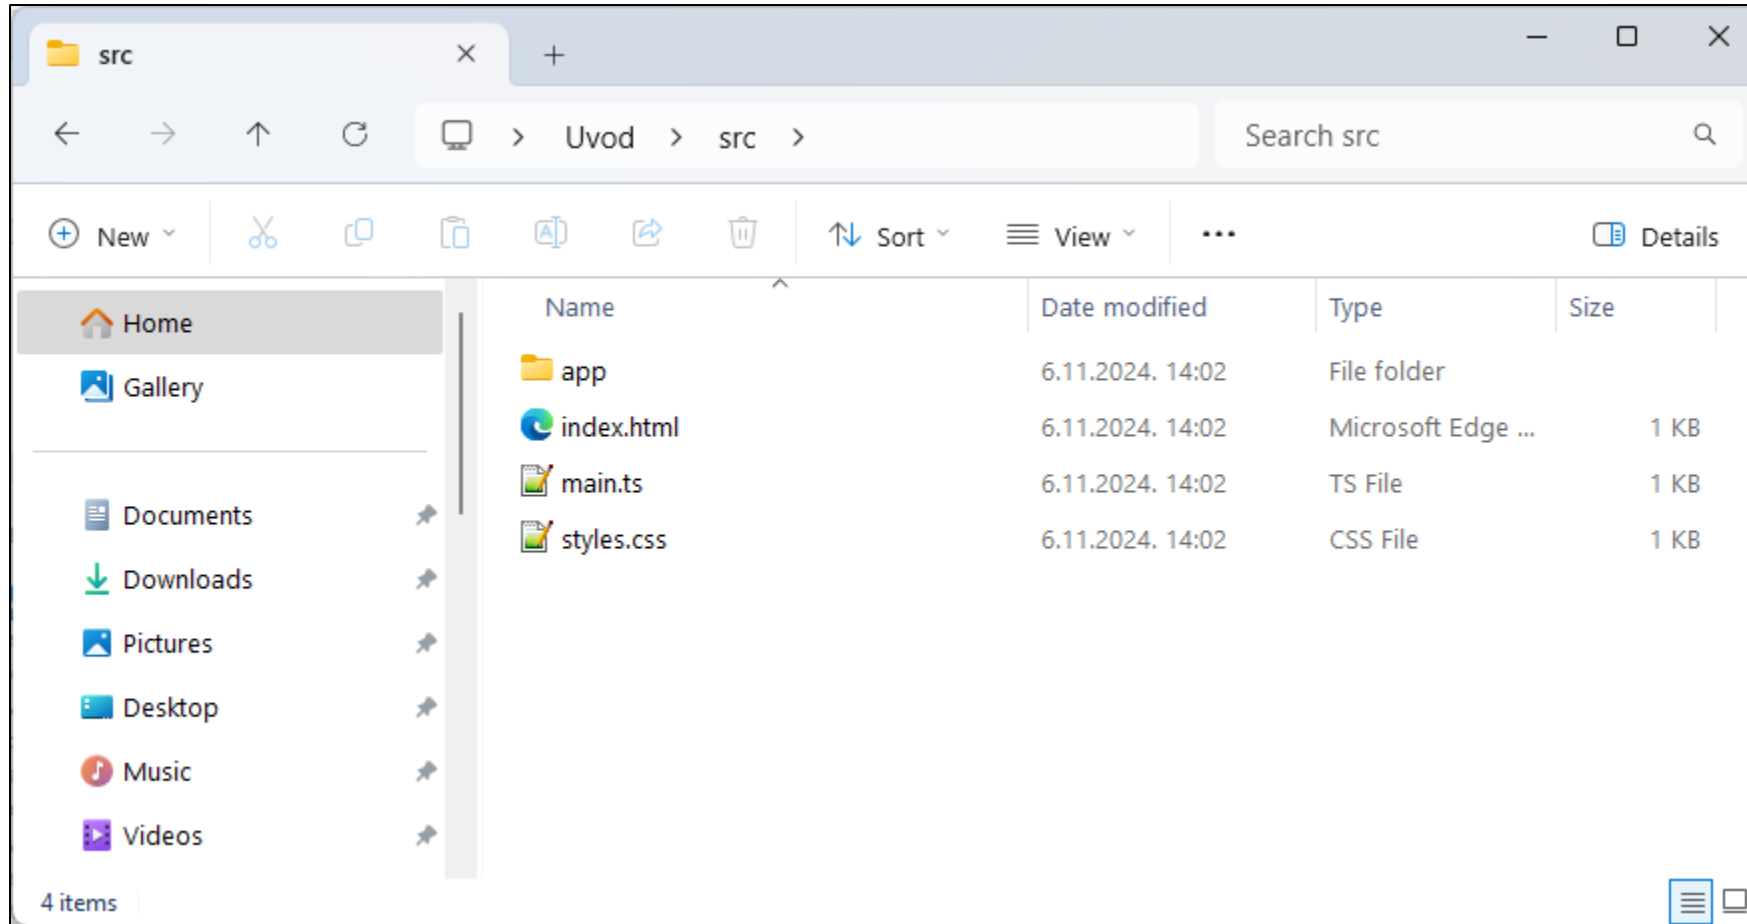 src
Uvod > src >
Search src
New
Sort
View
Details
Home
Gallery
Documents
Downloads
Pictures
Desktop
Music
Videos
Name Date modified Type Size
app 6.11.2024. 14:02 File folder
index.html 6.11.2024. 14:02 Microsoft Edge ... 1 KB
main.ts 6.11.2024. 14:02 TS File 1 KB
styles.css 6.11.2024. 14:02 CSS File 1 KB
4 items